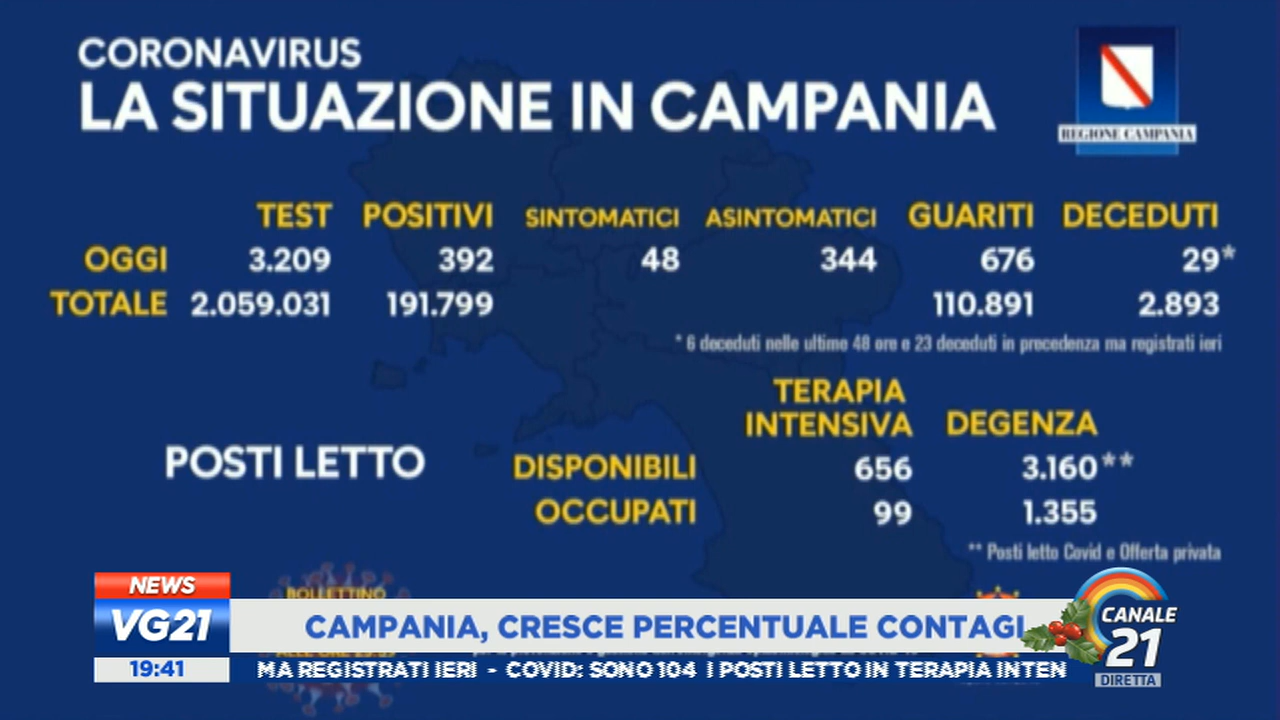 CORONAVIRUS
LA SITUAZIONE IN CAMPANIA
REGIONE CAMPANIA
TEST POSITIVI SINTOMATICI ASINTOMATICI GUARITI DECEDUTI
OGGI 3.209 392 48 344 676 29*
TOTALE 2.059.031 191.799 110.891 2.893
* 6 deceduti nelle ultime 48 ore e 23 deceduti in precedenza ma registrati ieri
TERAPIA
INTENSIVA DEGENZA
POSTI LETTO
DISPONIBILI 656 3.160**
OCCUPATI 99 1.355
** Posti letto Covid e Offerta privata
BOLLETTINO
NEWS
VG21
CAMPANIA, CRESCE PERCENTUALE CONTAGI
CANALE
21
DIRETTA
19:41
MA REGISTRATI IERI - COVID: SONO 104 I POSTI LETTO IN TERAPIA INTEN